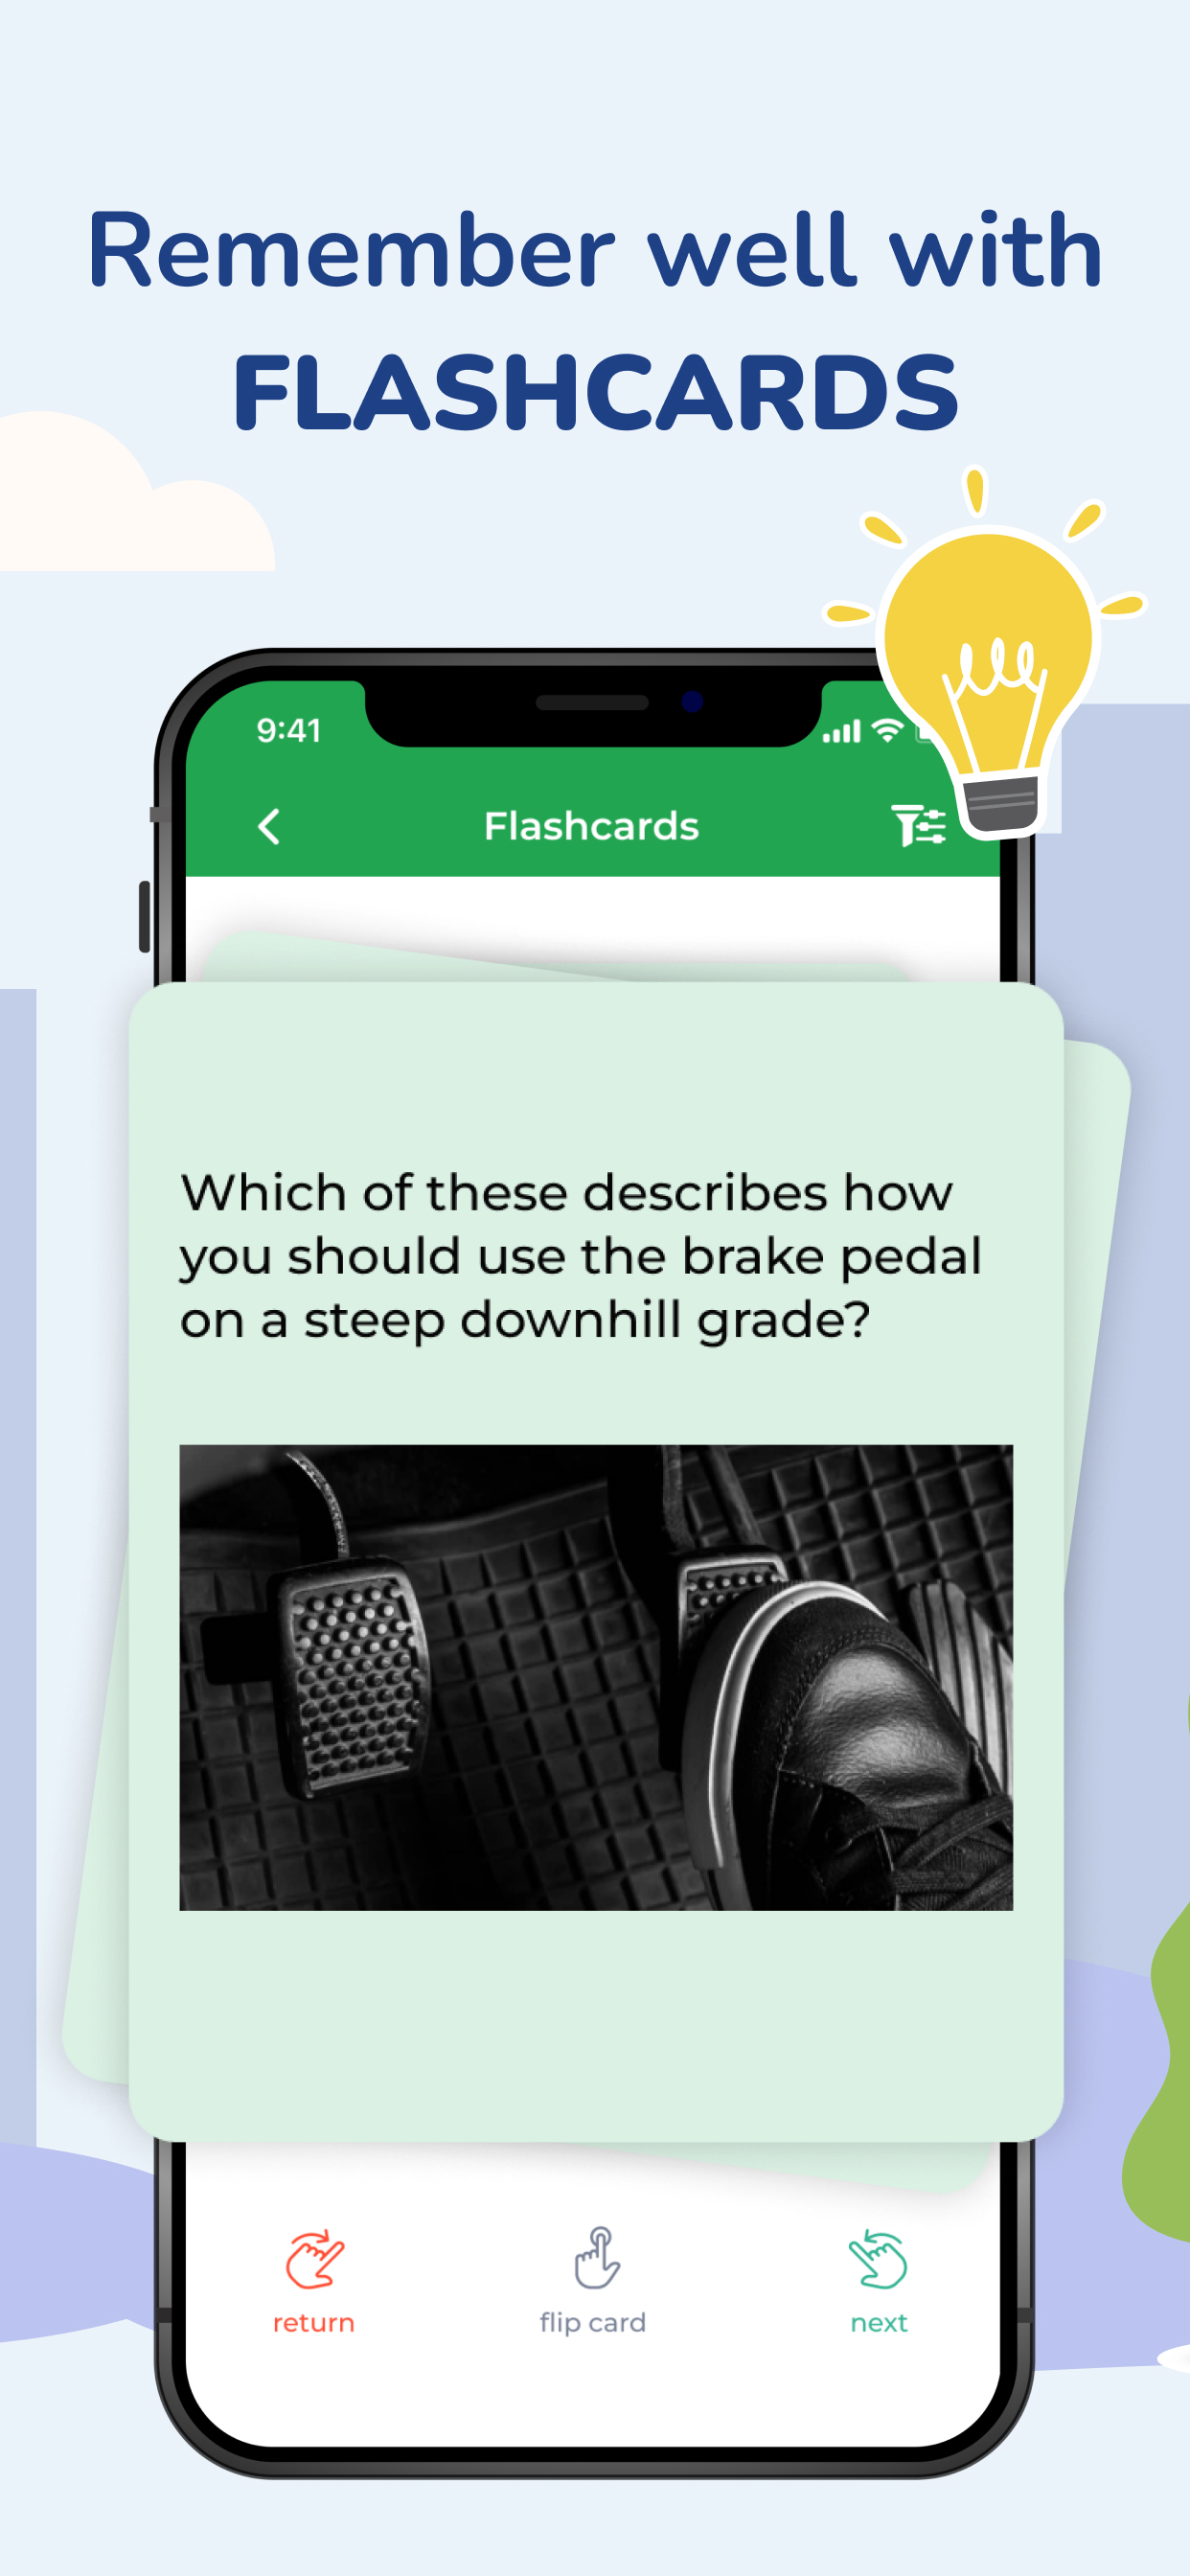 Remember well with
FLASHCARDS
9:41
Flashcards
Which of these describes how
you should use the brake pedal
on a steep downhill grade?
return
flip card
next